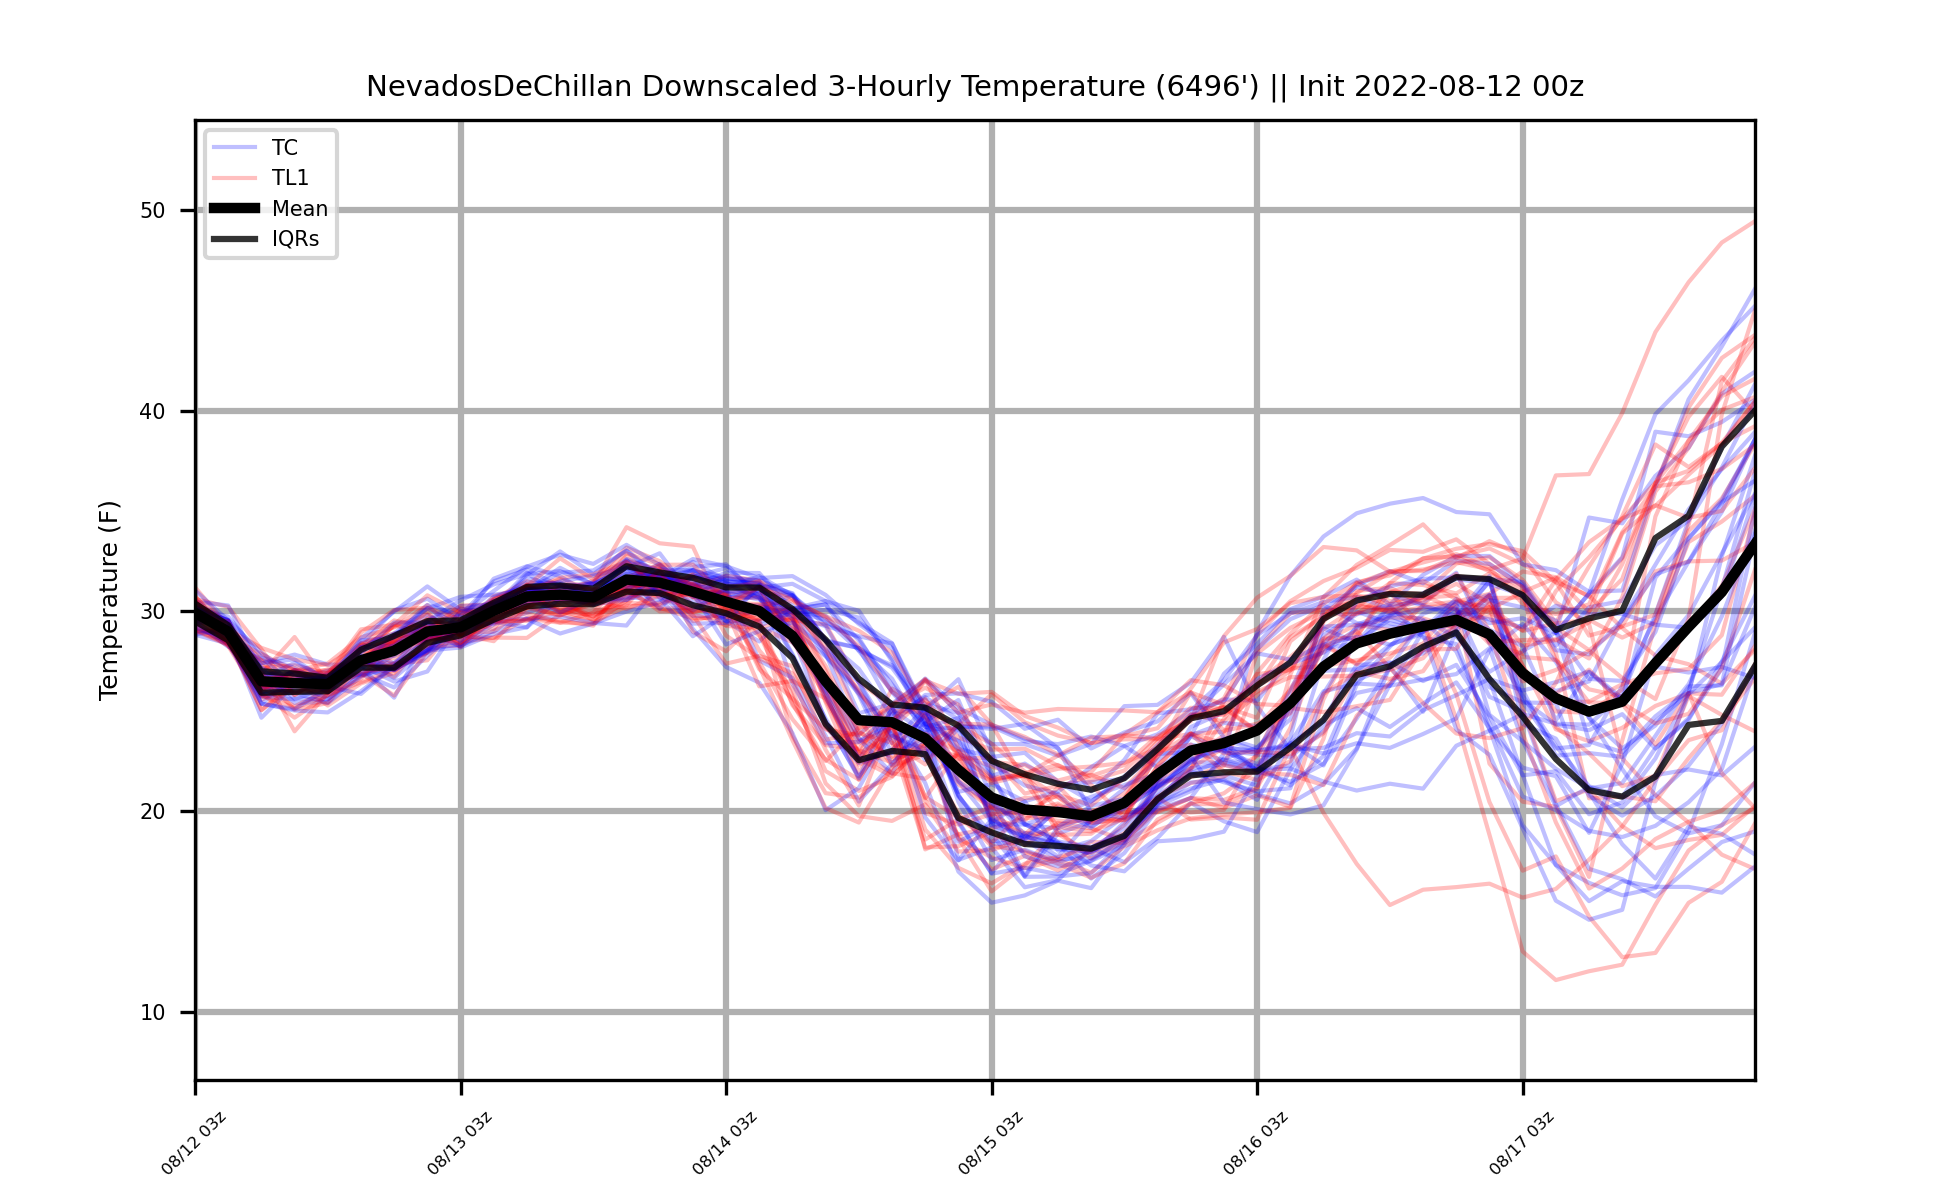 NevadosDeChillan Downscaled 3-Hourly Temperature (6496') || Init 2022-08-12 00z
TC
TL1
Mean
IQRs
Temperature (F)
50
40
30
20
10
08/12 03z
08/13 03z
08/14 03z
08/15 03z
08/16 03z
08/17 03z